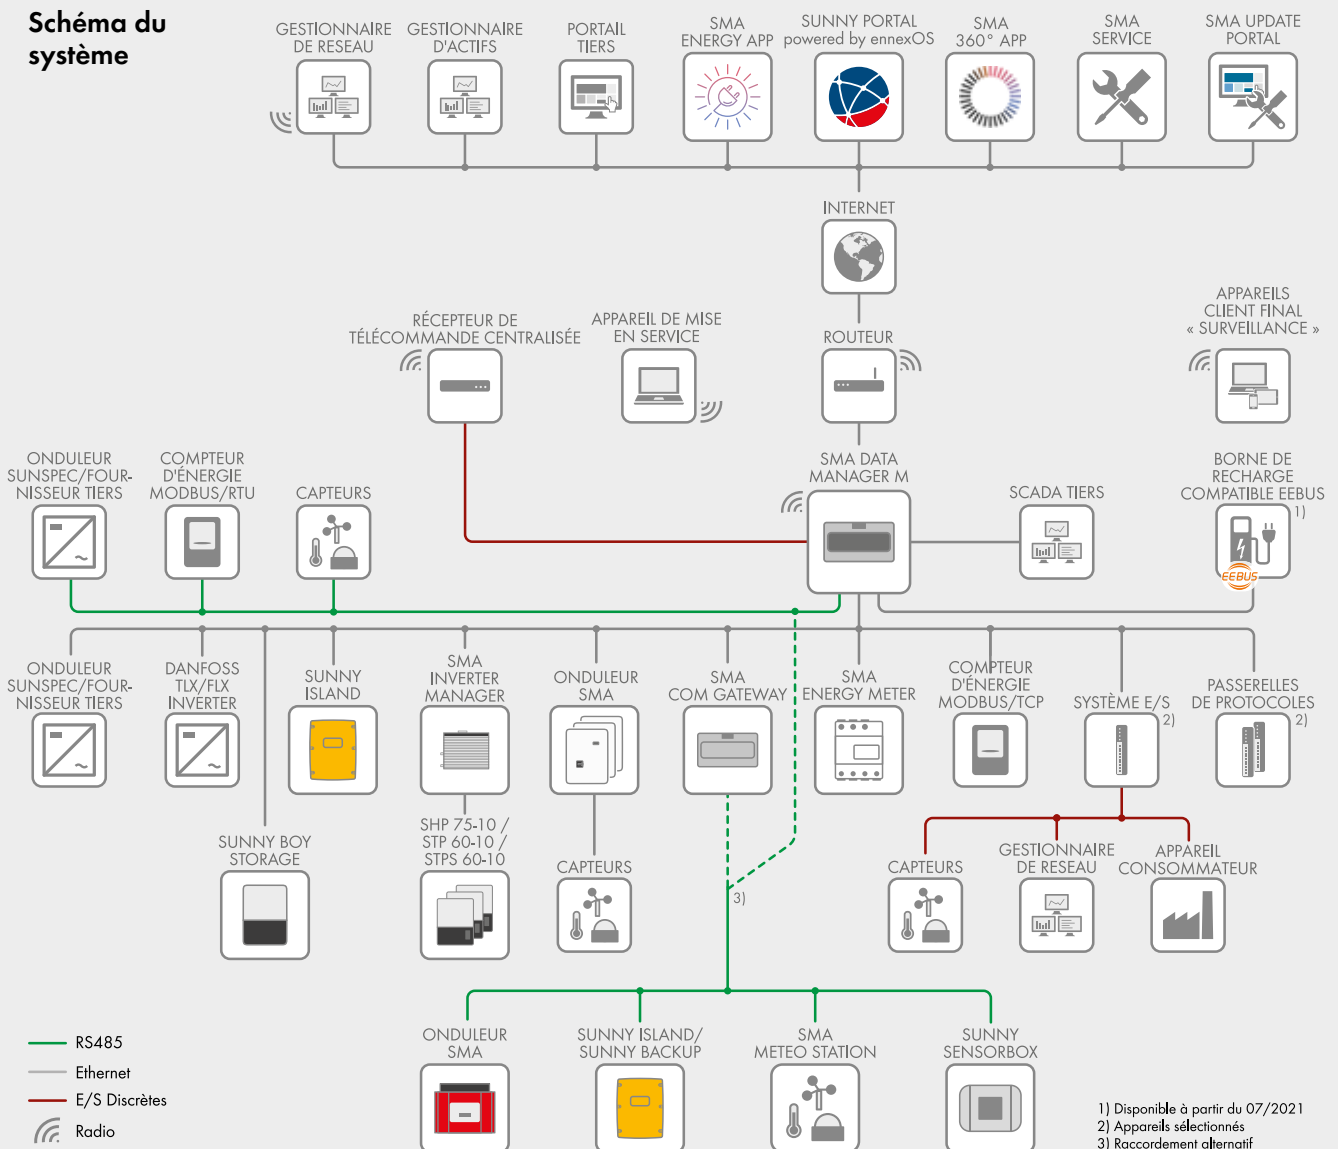 Schéma du
système
GESTIONNAIRE
DE RESEAU
GESTIONNAIRE
D'ACTIFS
PORTAIL
TIERS
SMA
ENERGY APP
SUNNY PORTAL
powered by ennexOS
SMA
360° APP
SMA
SERVICE
SMA UPDATE
PORTAL
INTERNET
RÉCEPTEUR DE
TÉLÉCOMMANDE CENTRALISÉE
APPAREIL DE MISE
EN SERVICE
ROUTEUR
APPAREILS
CLIENT FINAL
« SURVEILLANCE »
ONDULEUR
SUNSPEC/FOUR-
NISSEUR TIERS
COMPTEUR
D'ÉNERGIE
MODBUS/RTU
CAPTEURS
SMA DATA
MANAGER M
SCADA TIERS
BORNE DE
RECHARGE
COMPATIBLE EEBUS
1)
EEBUS
ONDULEUR
SUNSPEC/FOUR-
NISSEUR TIERS
DANFOSS
TLX/FLX
INVERTER
SUNNY
ISLAND
SMA
INVERTER
MANAGER
ONDULEUR
SMA
SMA
COM GATEWAY
SMA
ENERGY METER
COMPTEUR
D'ÉNERGIE
MODBUS/TCP
SYSTÈME E/S
2)
PASSERELLES
DE PROTOCOLES
2)
SUNNY BOY
STORAGE
SHP 75-10 /
STP 60-10 /
STPS 60-10
CAPTEURS
3)
CAPTEURS
GESTIONNAIRE
DE RESEAU
APPAREIL
CONSOMMATEUR
ONDULEUR
SMA
SUNNY ISLAND/
SUNNY BACKUP
SMA
METEO STATION
SUNNY
SENSORBOX
RS485
Ethernet
E/S Discrètes
Radio
1) Disponible à partir du 07/2021
2) Appareils sélectionnés
3) Raccordement alternatif